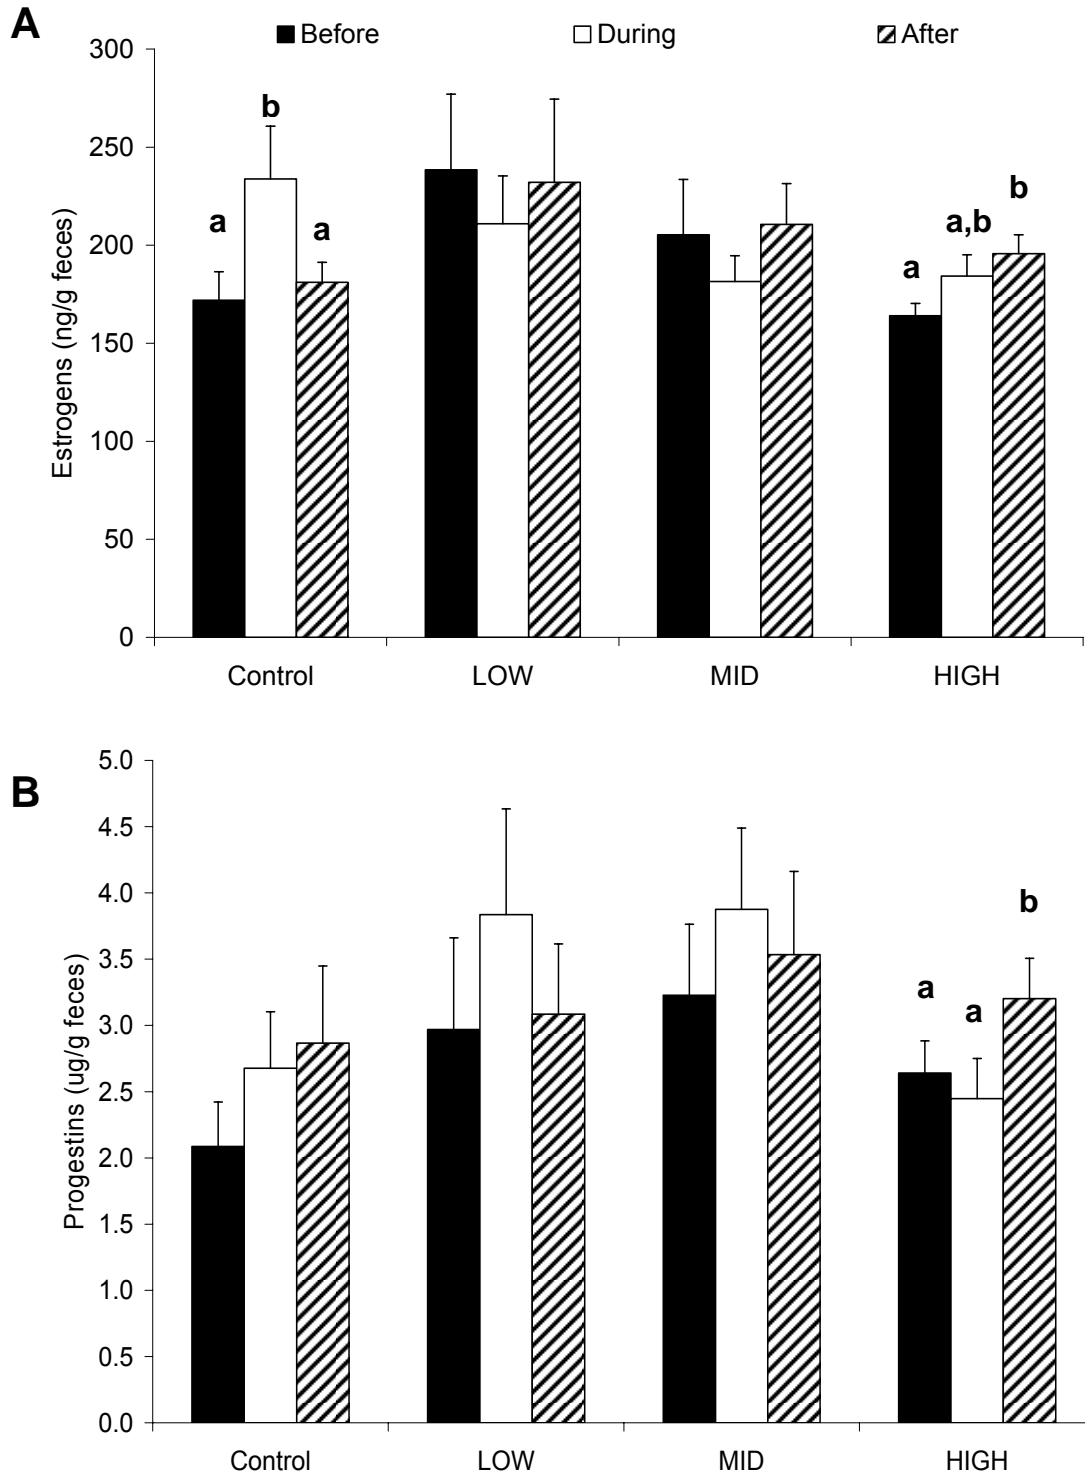 A
Before During After
300
b
250
b
a a a,b
200
a
150
100
50
0
Estrogens (ng/g feces)
Control LOW MID HIGH
B
5.0
4.5
4.0
b
3.5
a
a
3.0
2.5
2.0
1.5
1.0
0.5
0.0
Progestins (ug/g feces)
Control LOW MID HIGH